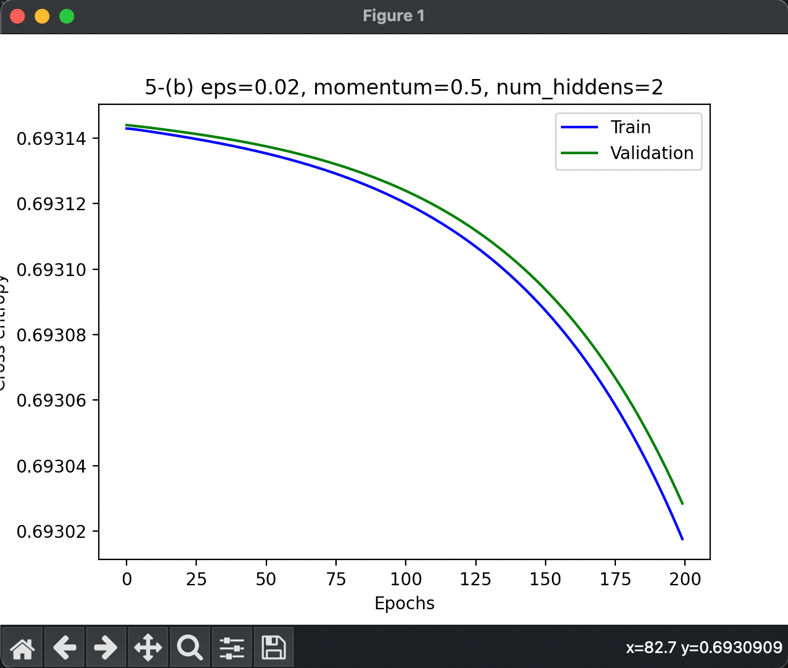 Figure 1
5-(b) eps=0.02, momentum=0.5, num_hiddens=2
Train
Validation
0.69314
0.69312
0.69310
0.69308
0.69306
0.69304
0.69302
Cross Entropy
0 25 50 75 100 125 150 175 200
Epochs
x=82.7 y=0.6930909